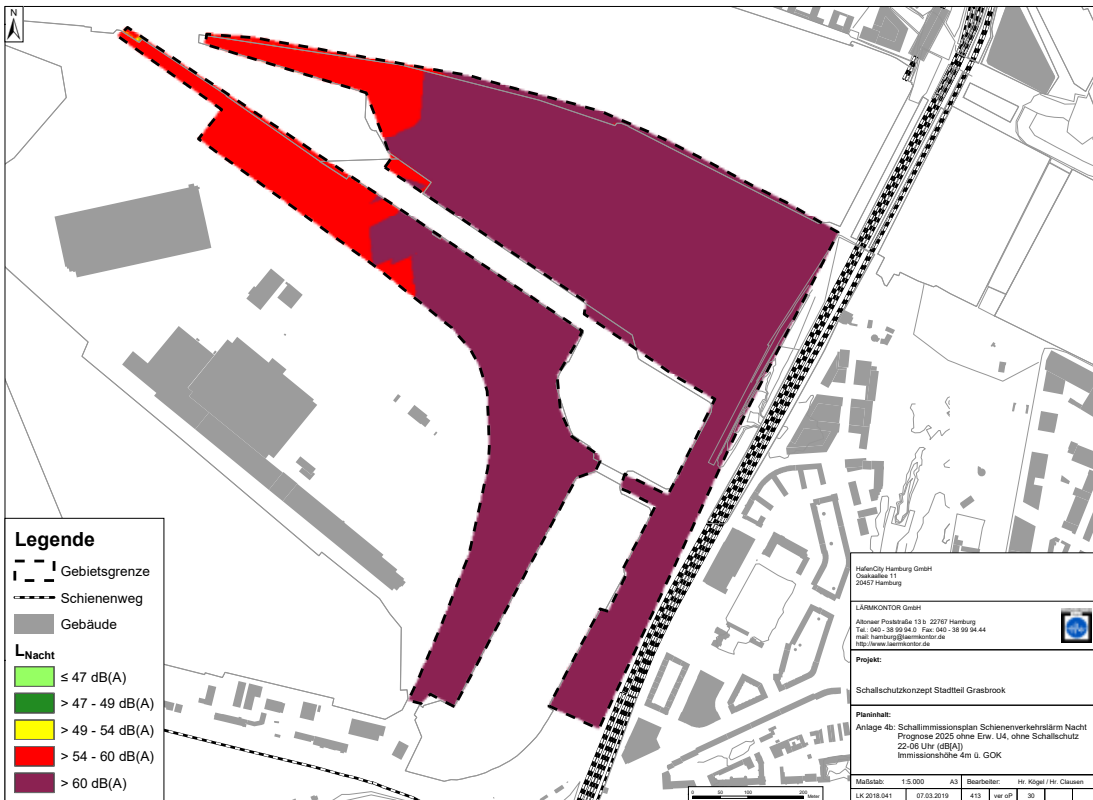 N
Legende
Gebietsgrenze
Schienenweg
Gebäude
LNacht
≤ 47 dB(A)
> 47 - 49 dB(A)
> 49 - 54 dB(A)
> 54 - 60 dB(A)
> 60 dB(A)
0 50 100 200
Meter
HafenCity Hamburg GmbH
Osakaallee 11
20457 Hamburg
LÄRMKONTOR GmbH
Altonaer Poststraße 13 b 22767 Hamburg
Tel.: 040 - 38 99 94.0 Fax: 040 - 38 99 94.44
mail: hamburg@laermkontor.de
http://www.laermkontor.de
Projekt:
Schallschutzkonzept Stadtteil Grasbrook
Planinhalt:
Anlage 4b: Schallimmissionsplan Schienenverkehrslärm Nacht
Prognose 2025 ohne Erw. U4, ohne Schallschutz
22-06 Uhr (dB[A])
Immissionshöhe 4m ü. GOK
Maßstab: 1:5.000 A3 Bearbeiter: Hr. Kögel / Hr. Clausen
LK 2018.041 07.03.2019 413 ver oP 30